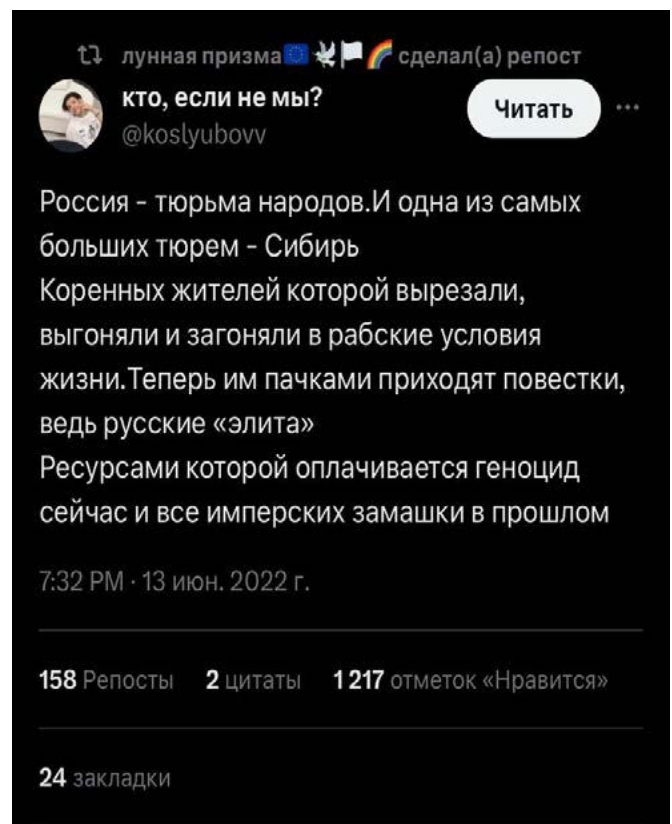 лунная призма🇪🇺🕊️🏳️🌈 сделал(а) репост
кто, если не мы?
@koslyubovv
Читать
Россия - тюрьма народов.И одна из самых
больших тюрем - Сибирь
Коренных жителей которой вырезали,
выгоняли и загоняли в рабские условия
жизни.Теперь им пачками приходят повестки,
ведь русские «элита»
Ресурсами которой оплачивается геноцид
сейчас и все имперских замашки в прошлом
7:32 PM · 13 июн. 2022 г.
158 Репосты 2 цитаты 1 217 отметок «Нравится»
24 закладки